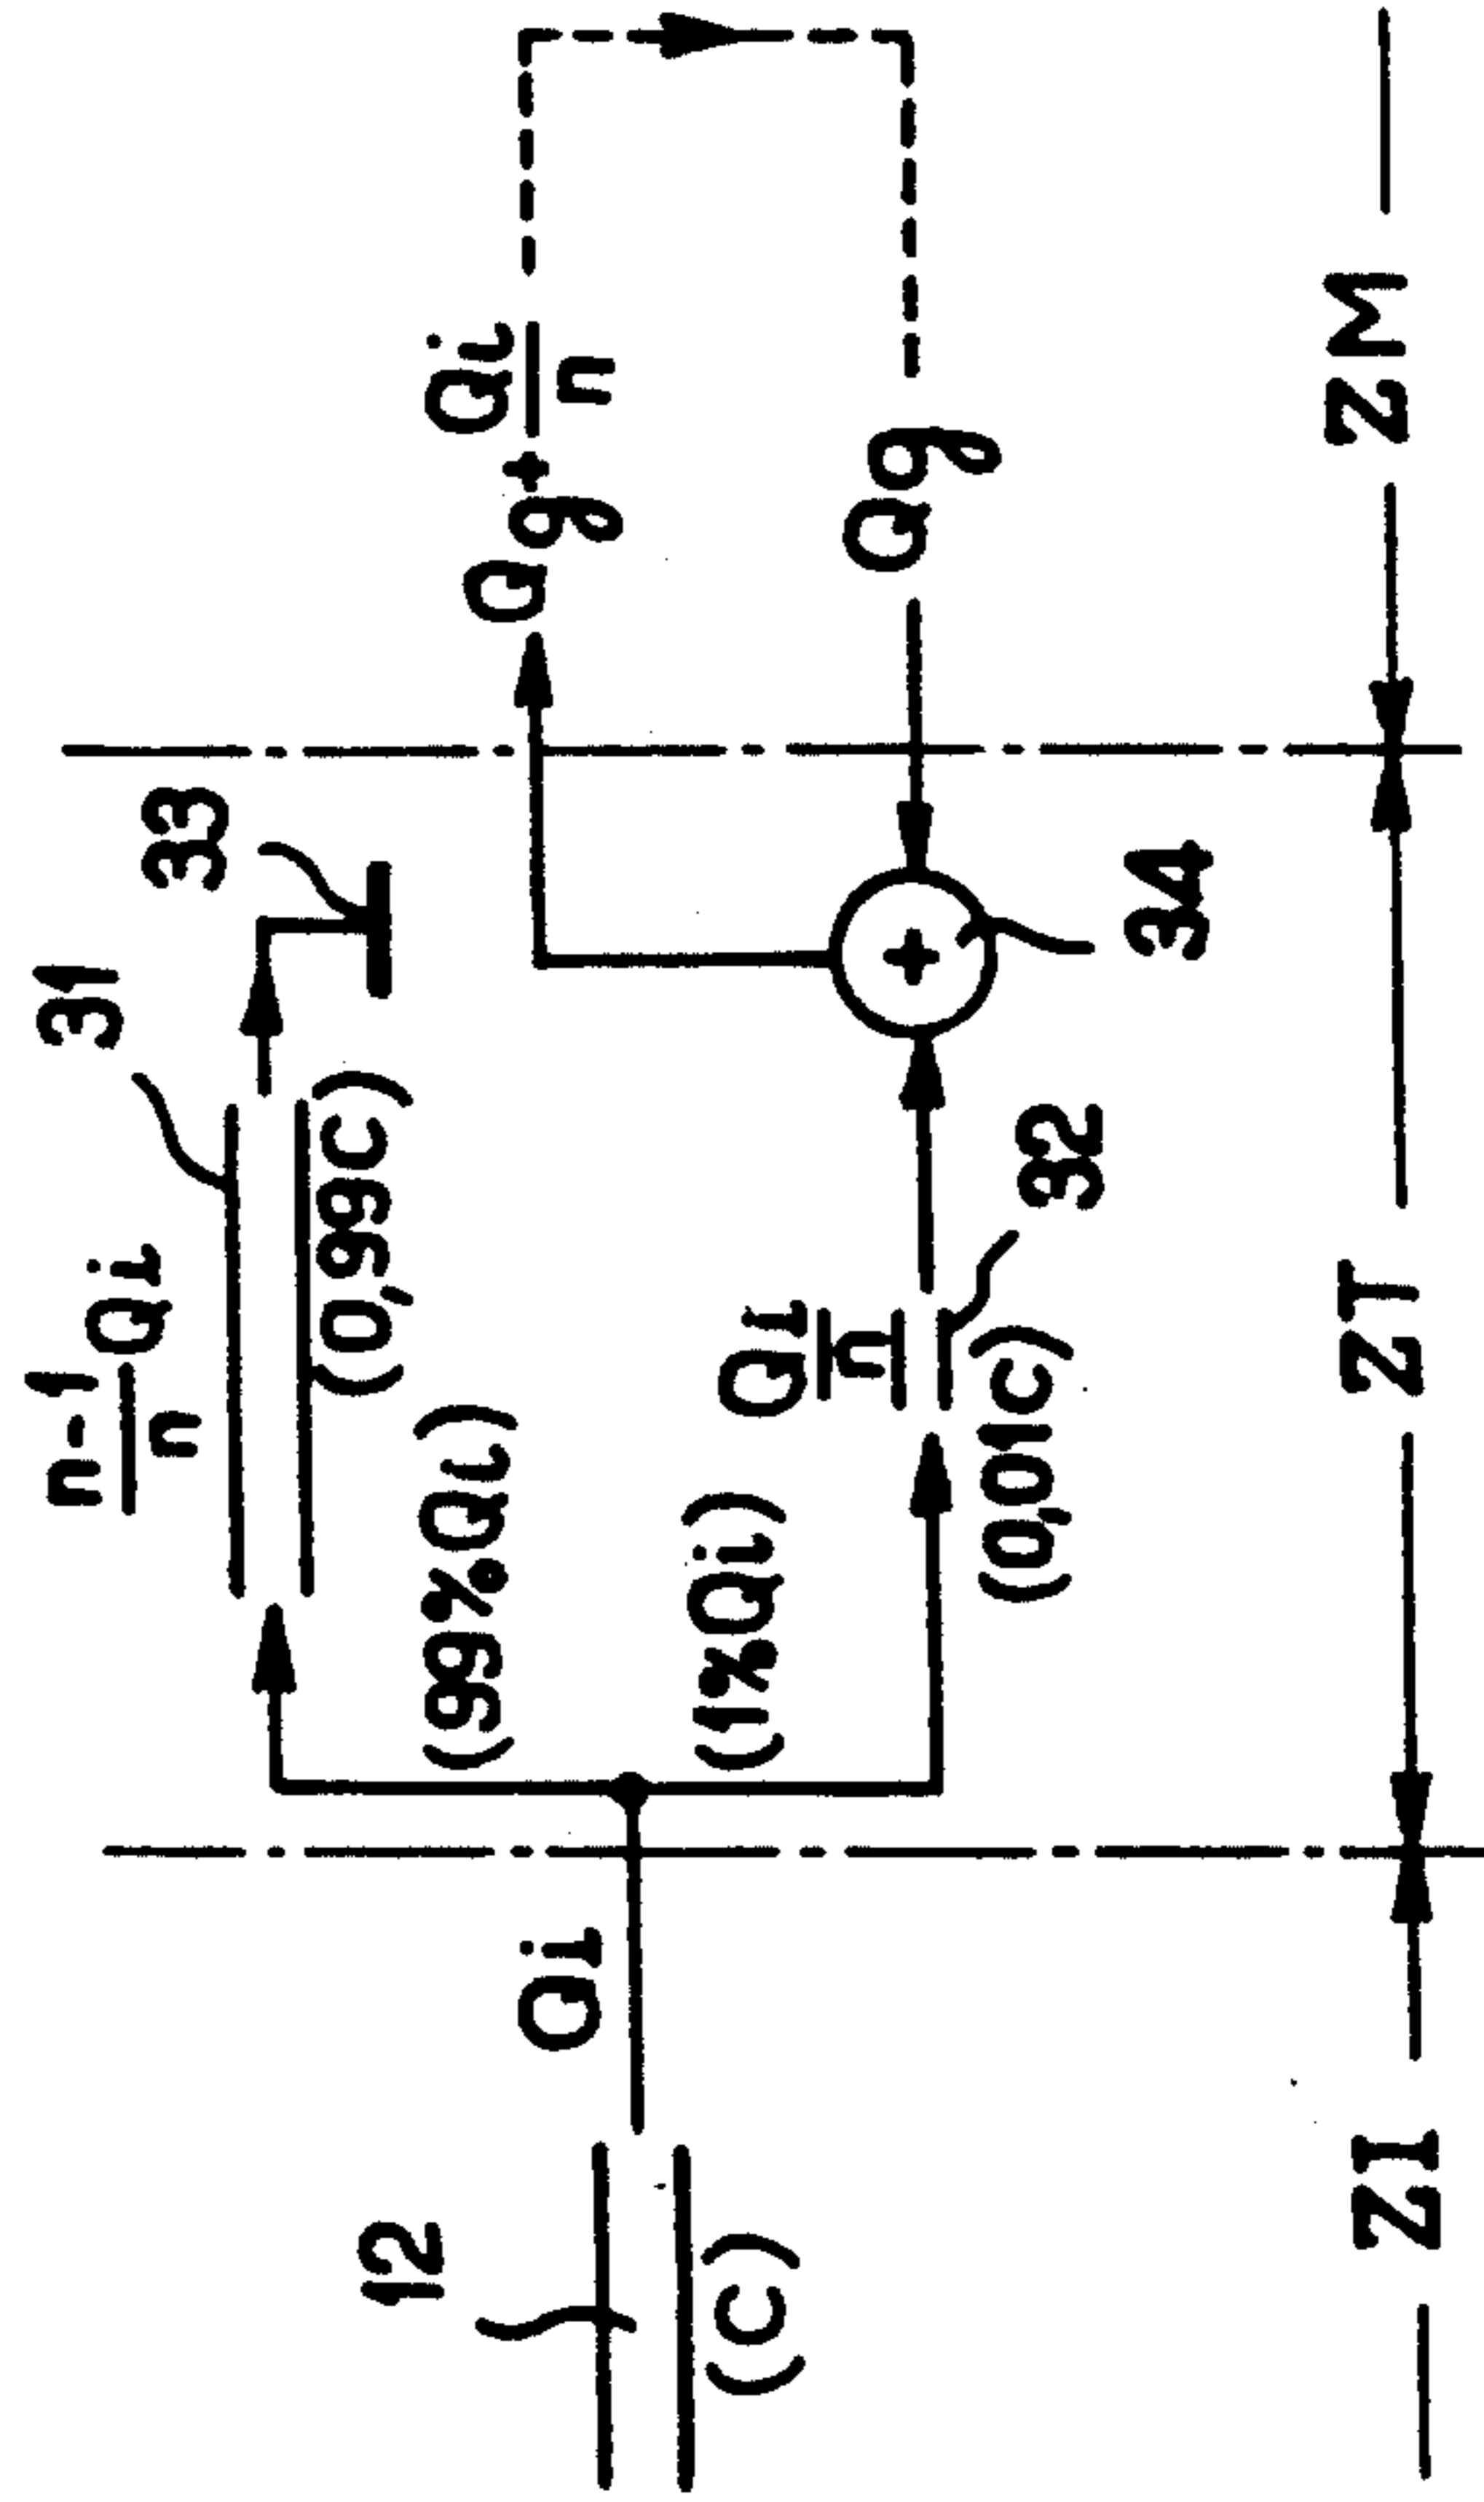 n-1 Qi
n
31
33
(0,99C)
(99%Qi)
Qg+ Qi
n
12
Qi
(C)
(1%Qi)
Qi
n
(0,01C)
32
34
Qg
ZI
ZT
ZM